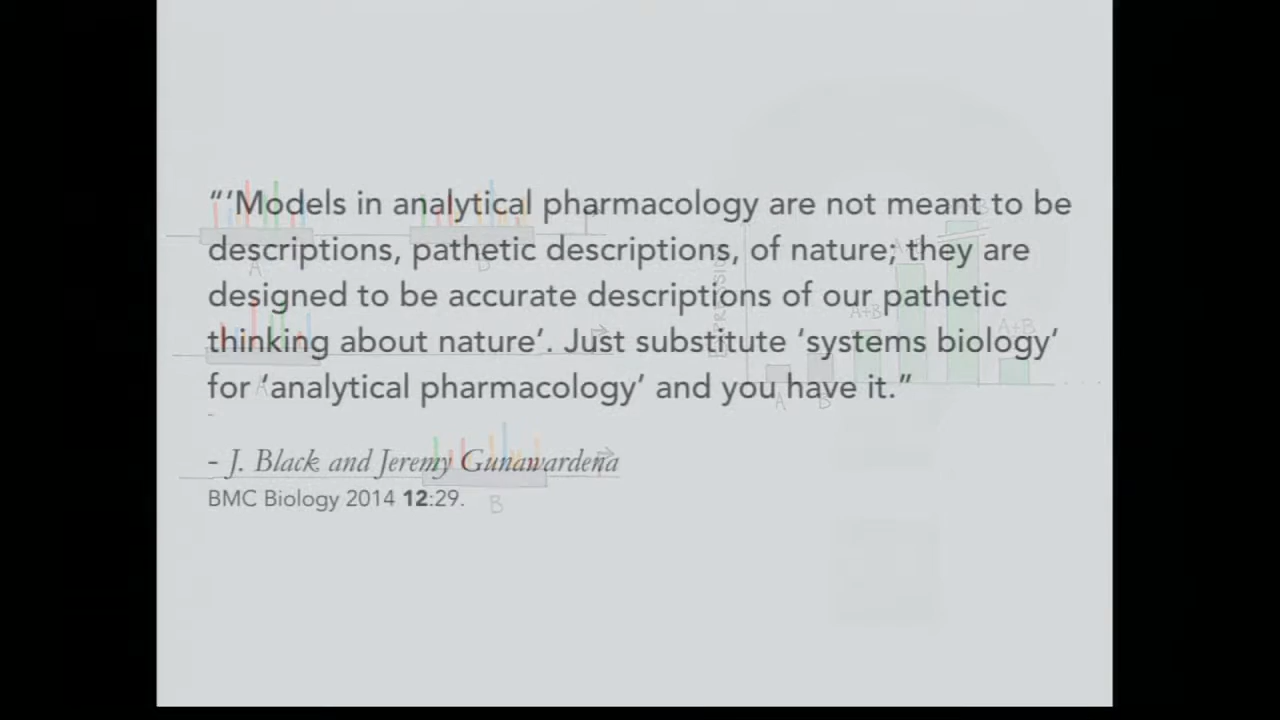 “‘Models in analytical pharmacology are not meant to be
descriptions, pathetic descriptions, of nature; they are
designed to be accurate descriptions of our pathetic
thinking about nature’. Just substitute ‘systems biology’
for ‘analytical pharmacology’ and you have it.”
- J. Black and Jeremy Gunawardena
BMC Biology 2014 12:29.
A
B
A
B
EXPRESSION
A
B
A+B
A+B
A+B